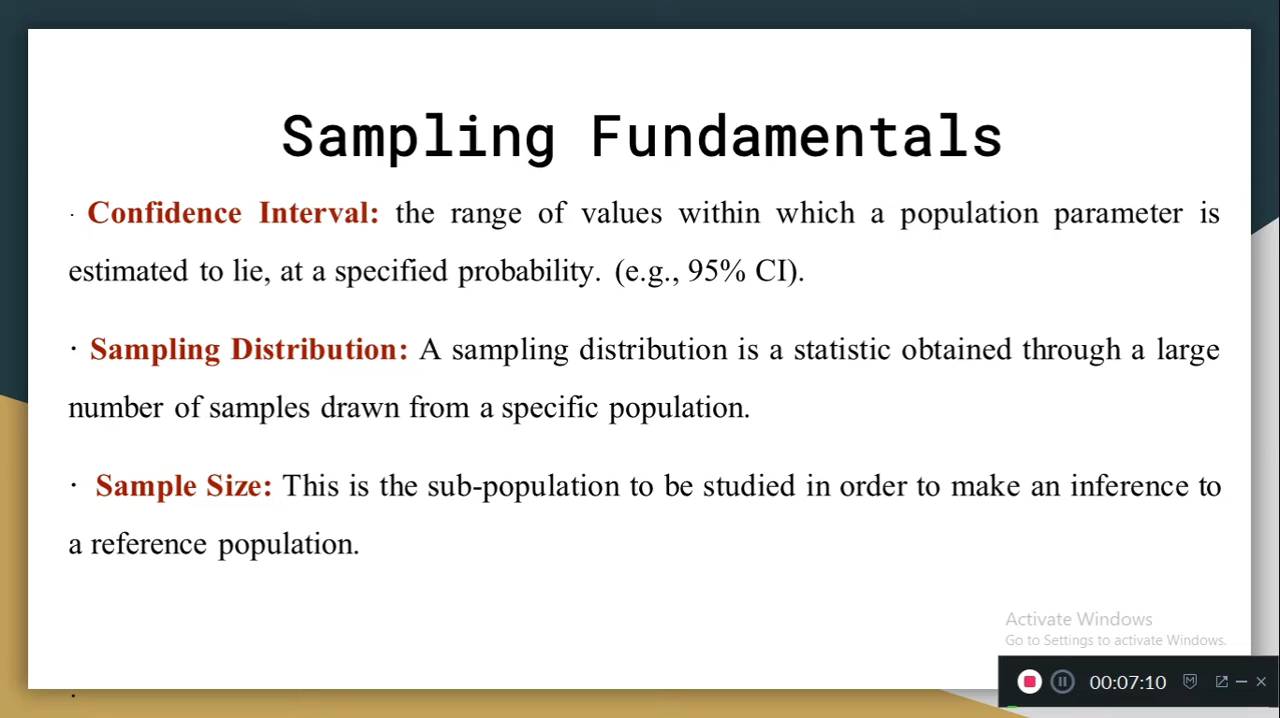 Sampling Fundamentals
· Confidence Interval: the range of values within which a population parameter is
estimated to lie, at a specified probability. (e.g., 95% CI).
· Sampling Distribution: A sampling distribution is a statistic obtained through a large
number of samples drawn from a specific population.
· Sample Size: This is the sub-population to be studied in order to make an inference to
a reference population.
Activate Windows
Go to Settings to activate Windows.
00:07:10
·